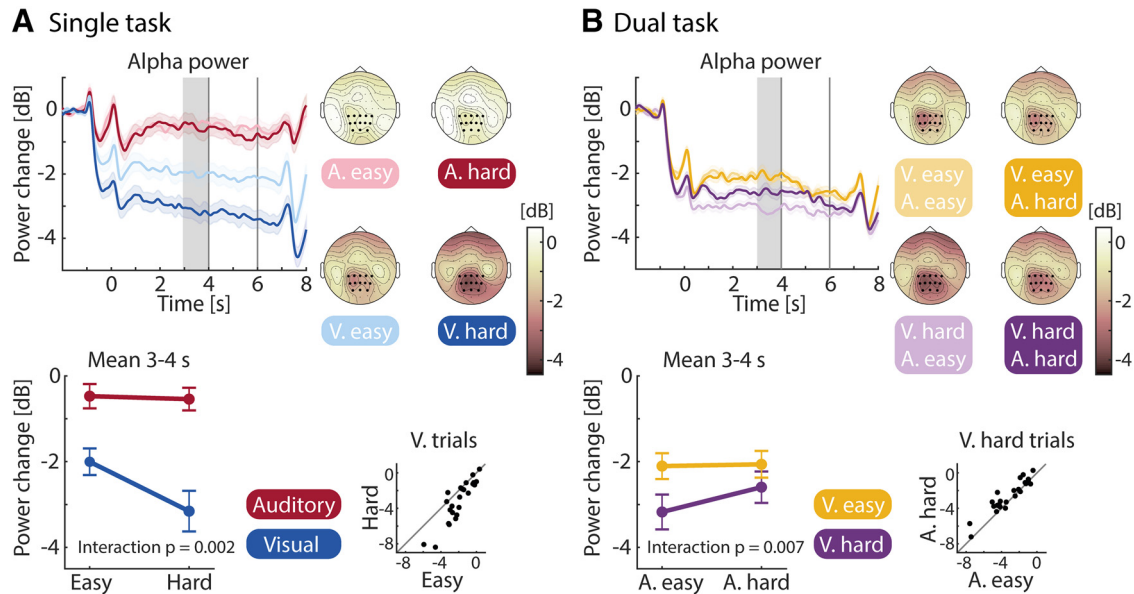 A Single task
Alpha power
Power change [dB]
0
-2
-4
0 2 4 6 8
Time [s]
A. easy
A. hard
V. easy
V. hard
[dB]
0
-2
-4
Mean 3-4 s
Power change [dB]
0
-2
-4
Interaction p = 0.002
Easy Hard
Auditory
Visual
V. trials
Hard
0
-4
-8
-8 -4 0
Easy
B Dual task
Alpha power
Power change [dB]
0
-2
-4
0 2 4 6 8
Time [s]
V. easy
A. easy
V. easy
A. hard
V. hard
A. easy
V. hard
A. hard
[dB]
0
-2
-4
Mean 3-4 s
Power change [dB]
0
-2
-4
Interaction p = 0.007
A. easy A. hard
V. easy
V. hard
V. hard trials
A. hard
0
-4
-8
-8 -4 0
A. easy